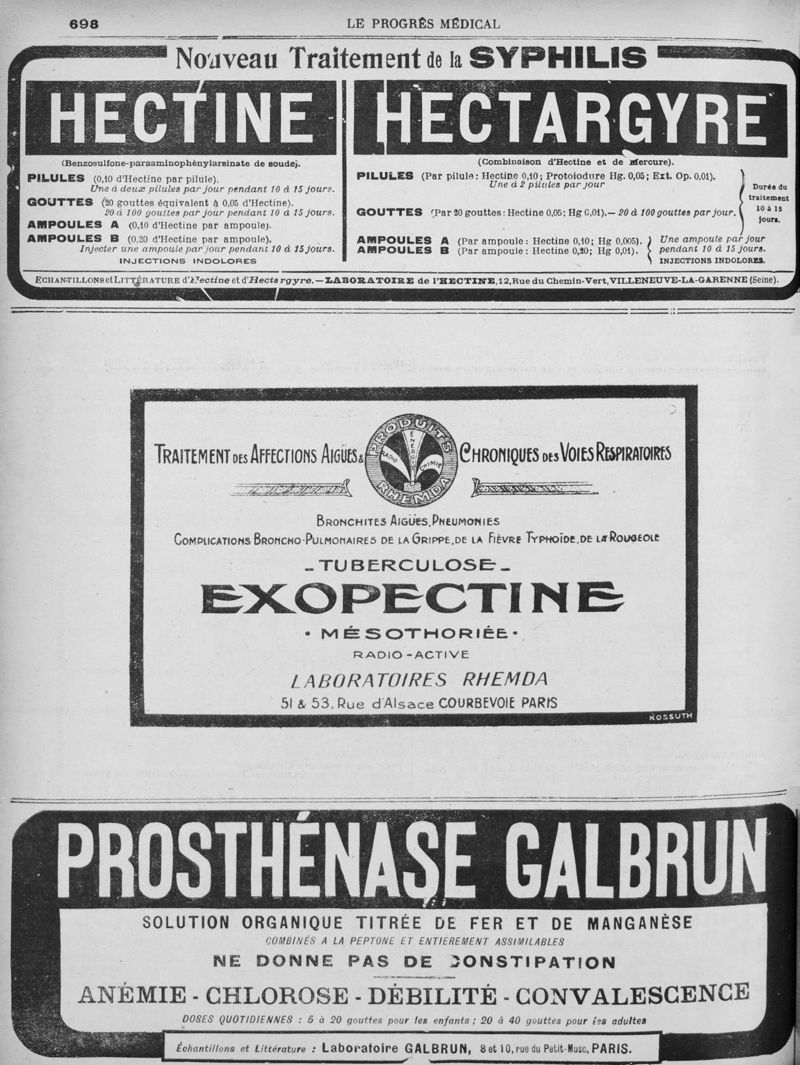 698
LE PROGRÈS MÉDICAL
Nouveau Traitement de la SYPHILIS
HECTINE
(Benzosulfone-paraaminophénylarsinate de soude).
PILULES (0,10 d'Hectine par pilule).
Une à deux pilules par jour pendant 10 à 15 jours.
GOUTTES (20 gouttes équivalent à 0,05 d'Hectine).
20 à 100 gouttes par jour pendant 10 à 15 jours.
AMPOULES A (0,10 d'Hectine par ampoule).
AMPOULES B (0,20 d'Hectine par ampoule).
Injecter une ampoule par jour pendant 10 à 15 jours.
INJECTIONS INDOLORES
HECTARGYRE
(Combinaison d'Hectine et de Mercure).
PILULES (Par pilule: Hectine 0,10; Protoiodure Hg. 0,05; Ext. Op. 0,01).
Une à 2 pilules par jour
GOUTTES (Par 20 gouttes: Hectine 0,05; Hg 0,01).— 20 à 100 gouttes par jour.
Durée du
traitement
10 à 15
jours.
AMPOULES A (Par ampoule: Hectine 0,10; Hg 0,005).
AMPOULES B (Par ampoule: Hectine 0,20; Hg 0,01).
Une ampoule par jour
pendant 10 à 15 jours.
INJECTIONS INDOLORES.
ECHANTILLONS et LITTÉRATURE d'Hectine et d'Hectargyre.— LABORATOIRE de l'HECTINE, 12, Rue du Chemin-Vert, VILLENEUVE-LA-GARENNE (Seine).
TRAITEMENT DES AFFECTIONS AIGÜES & CHRONIQUES DES VOIES RESPIRATOIRES
PRODUITS
ENERGIE
RADIO
CHIMIE
RHEMDA
BRONCHITES AIGUES, PNEUMONIES
COMPLICATIONS BRONCHO-PULMONAIRES DE LA GRIPPE, DE LA FIÈVRE TYPHOÏDE, DE LA ROUGEOLE
_TUBERCULOSE_
EXOPECTINE
• MÉSOTHORIÉE •
RADIO-ACTIVE
LABORATOIRES RHEMDA
51 & 53, Rue d'Alsace COURBEVOIE PARIS
KOSSUTH
PROSTHÉNASE GALBRUN
SOLUTION ORGANIQUE TITRÉE DE FER ET DE MANGANÈSE
COMBINÉS A LA PEPTONE ET ENTIÈREMENT ASSIMILABLES
NE DONNE PAS DE CONSTIPATION
ANÉMIE - CHLOROSE - DÉBILITÉ - CONVALESCENCE
DOSES QUOTIDIENNES : 5 à 20 gouttes pour les enfants ; 20 à 40 gouttes pour les adultes
Échantillons et Littérature : Laboratoire GALBRUN, 8 et 10, rue du Petit-Musc, PARIS.